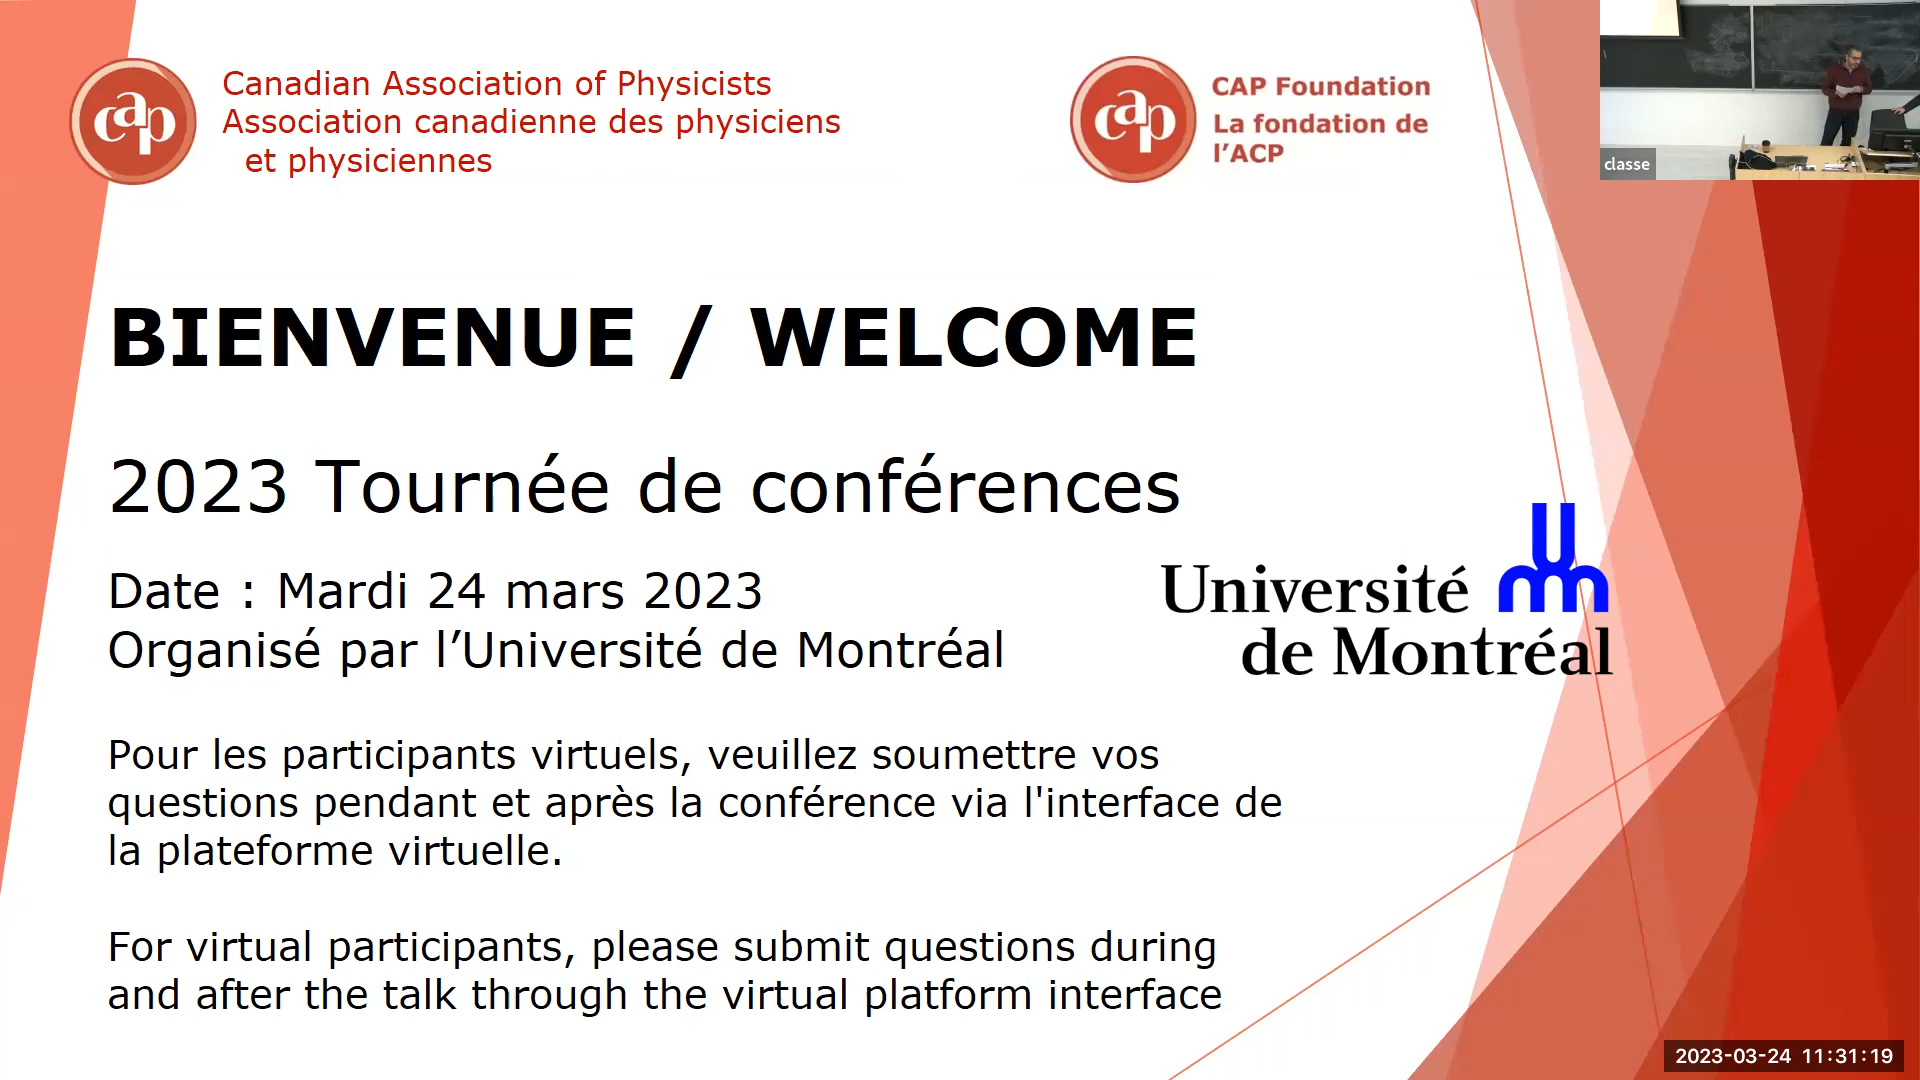 cap
Canadian Association of Physicists
Association canadienne des physiciens
et physiciennes
cap
CAP Foundation
La fondation de
l’ACP
classe
BIENVENUE / WELCOME
2023 Tournée de conférences
Date : Mardi 24 mars 2023
Organisé par l’Université de Montréal
Université
de Montréal
Pour les participants virtuels, veuillez soumettre vos
questions pendant et après la conférence via l'interface de
la plateforme virtuelle.
For virtual participants, please submit questions during
and after the talk through the virtual platform interface
2023-03-24 11:31:19